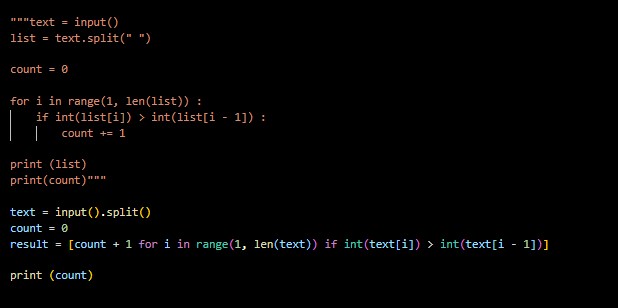 """text = input()
list = text.split(" ")
count = 0
for i in range(1, len(list)) :
    if int(list[i]) > int(list[i - 1]) :
        count += 1
print (list)
print(count)"""
text = input().split()
count = 0
result = [count + 1 for i in range(1, len(text)) if int(text[i]) > int(text[i - 1])]
print (count)